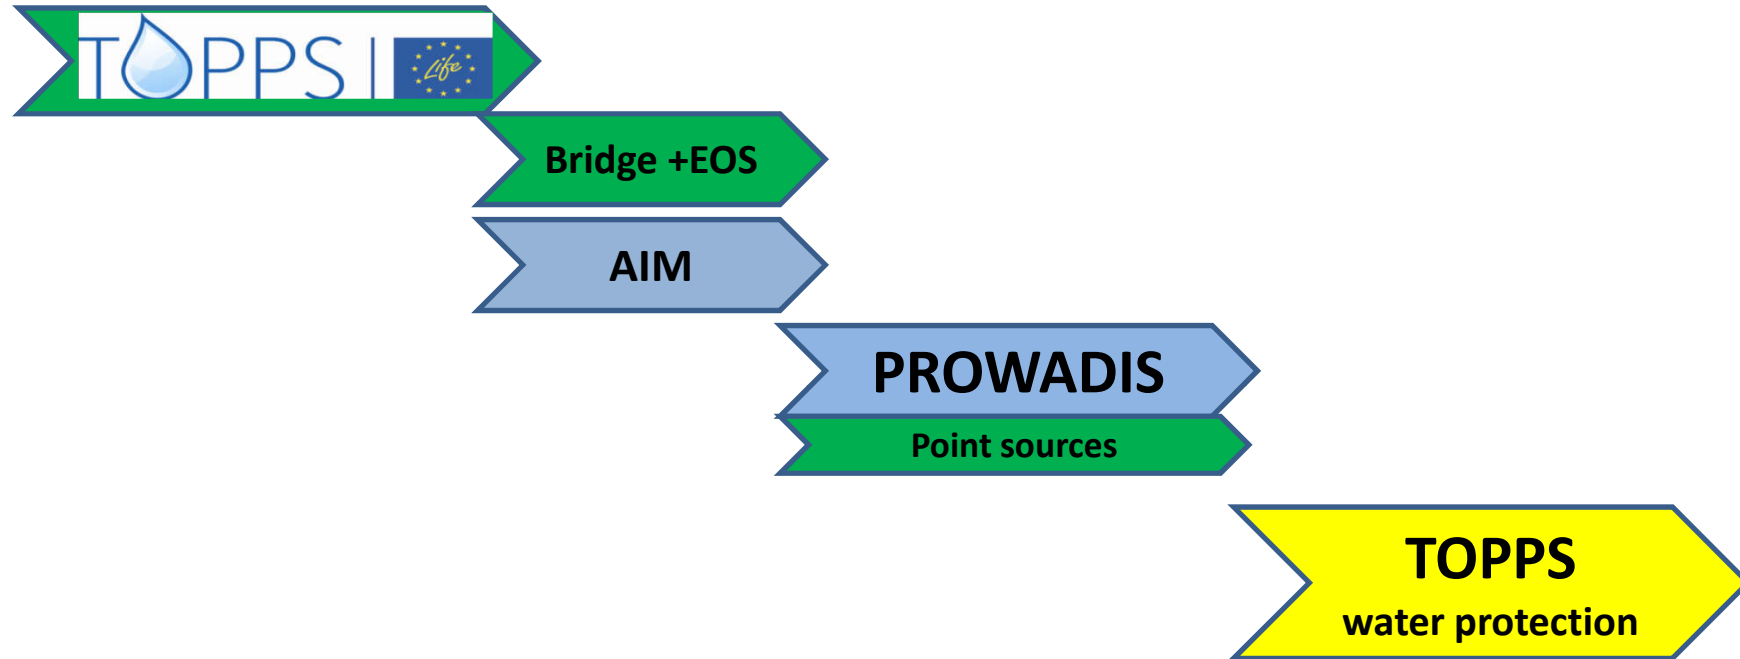 TOPPS | Life
Bridge +EOS
AIM
PROWADIS
Point sources
TOPPS
water protection